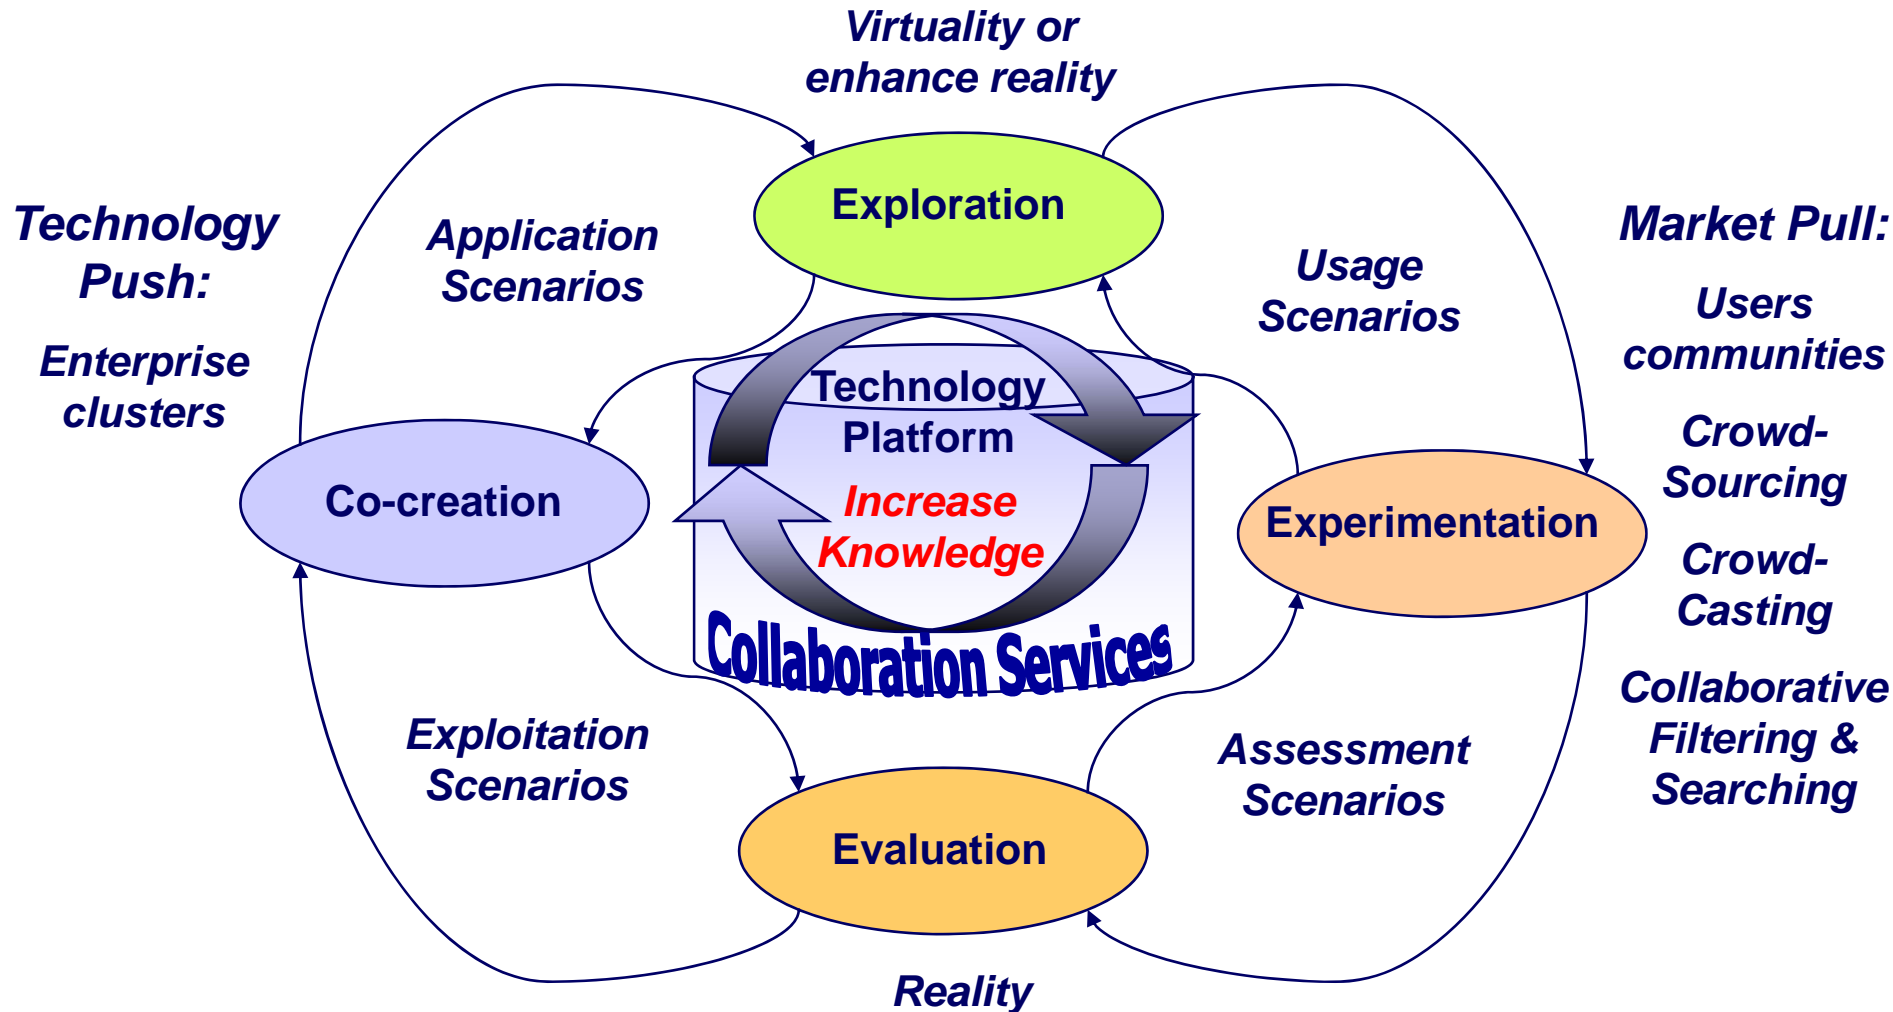 Virtuality or
enhance reality
Exploration
Technology
Push:
Enterprise
clusters
Application
Scenarios
Usage
Scenarios
Market Pull:
Users
communities
Crowd-
Sourcing
Crowd-
Casting
Collaborative
Filtering &
Searching
Technology
Platform
Increase
Knowledge
Collaboration Services
Co-creation
Experimentation
Exploitation
Scenarios
Assessment
Scenarios
Evaluation
Reality